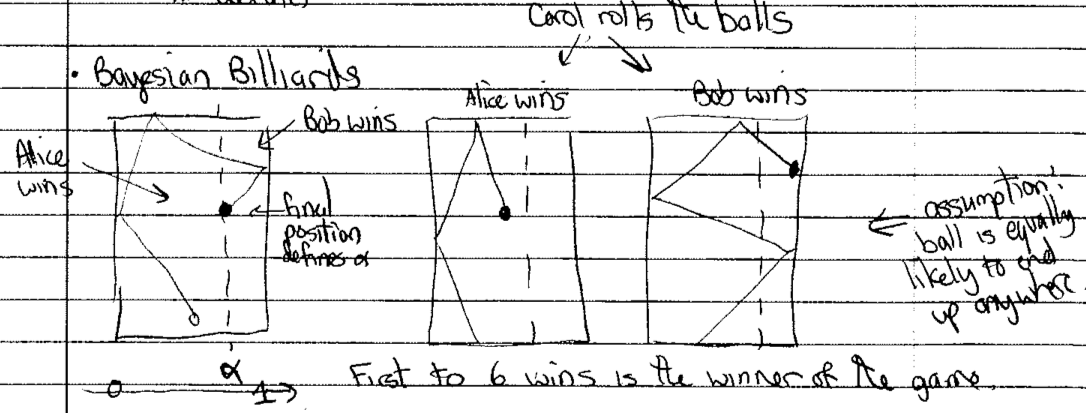 Carol rolls the balls
• Bayesian Billiards
Alice wins
Bob wins
Bob wins
Alice
wins
final
position
defines α
assumption:
ball is equally
likely to end
up anywhere.
0
α
1
First to 6 wins is the winner of the game.